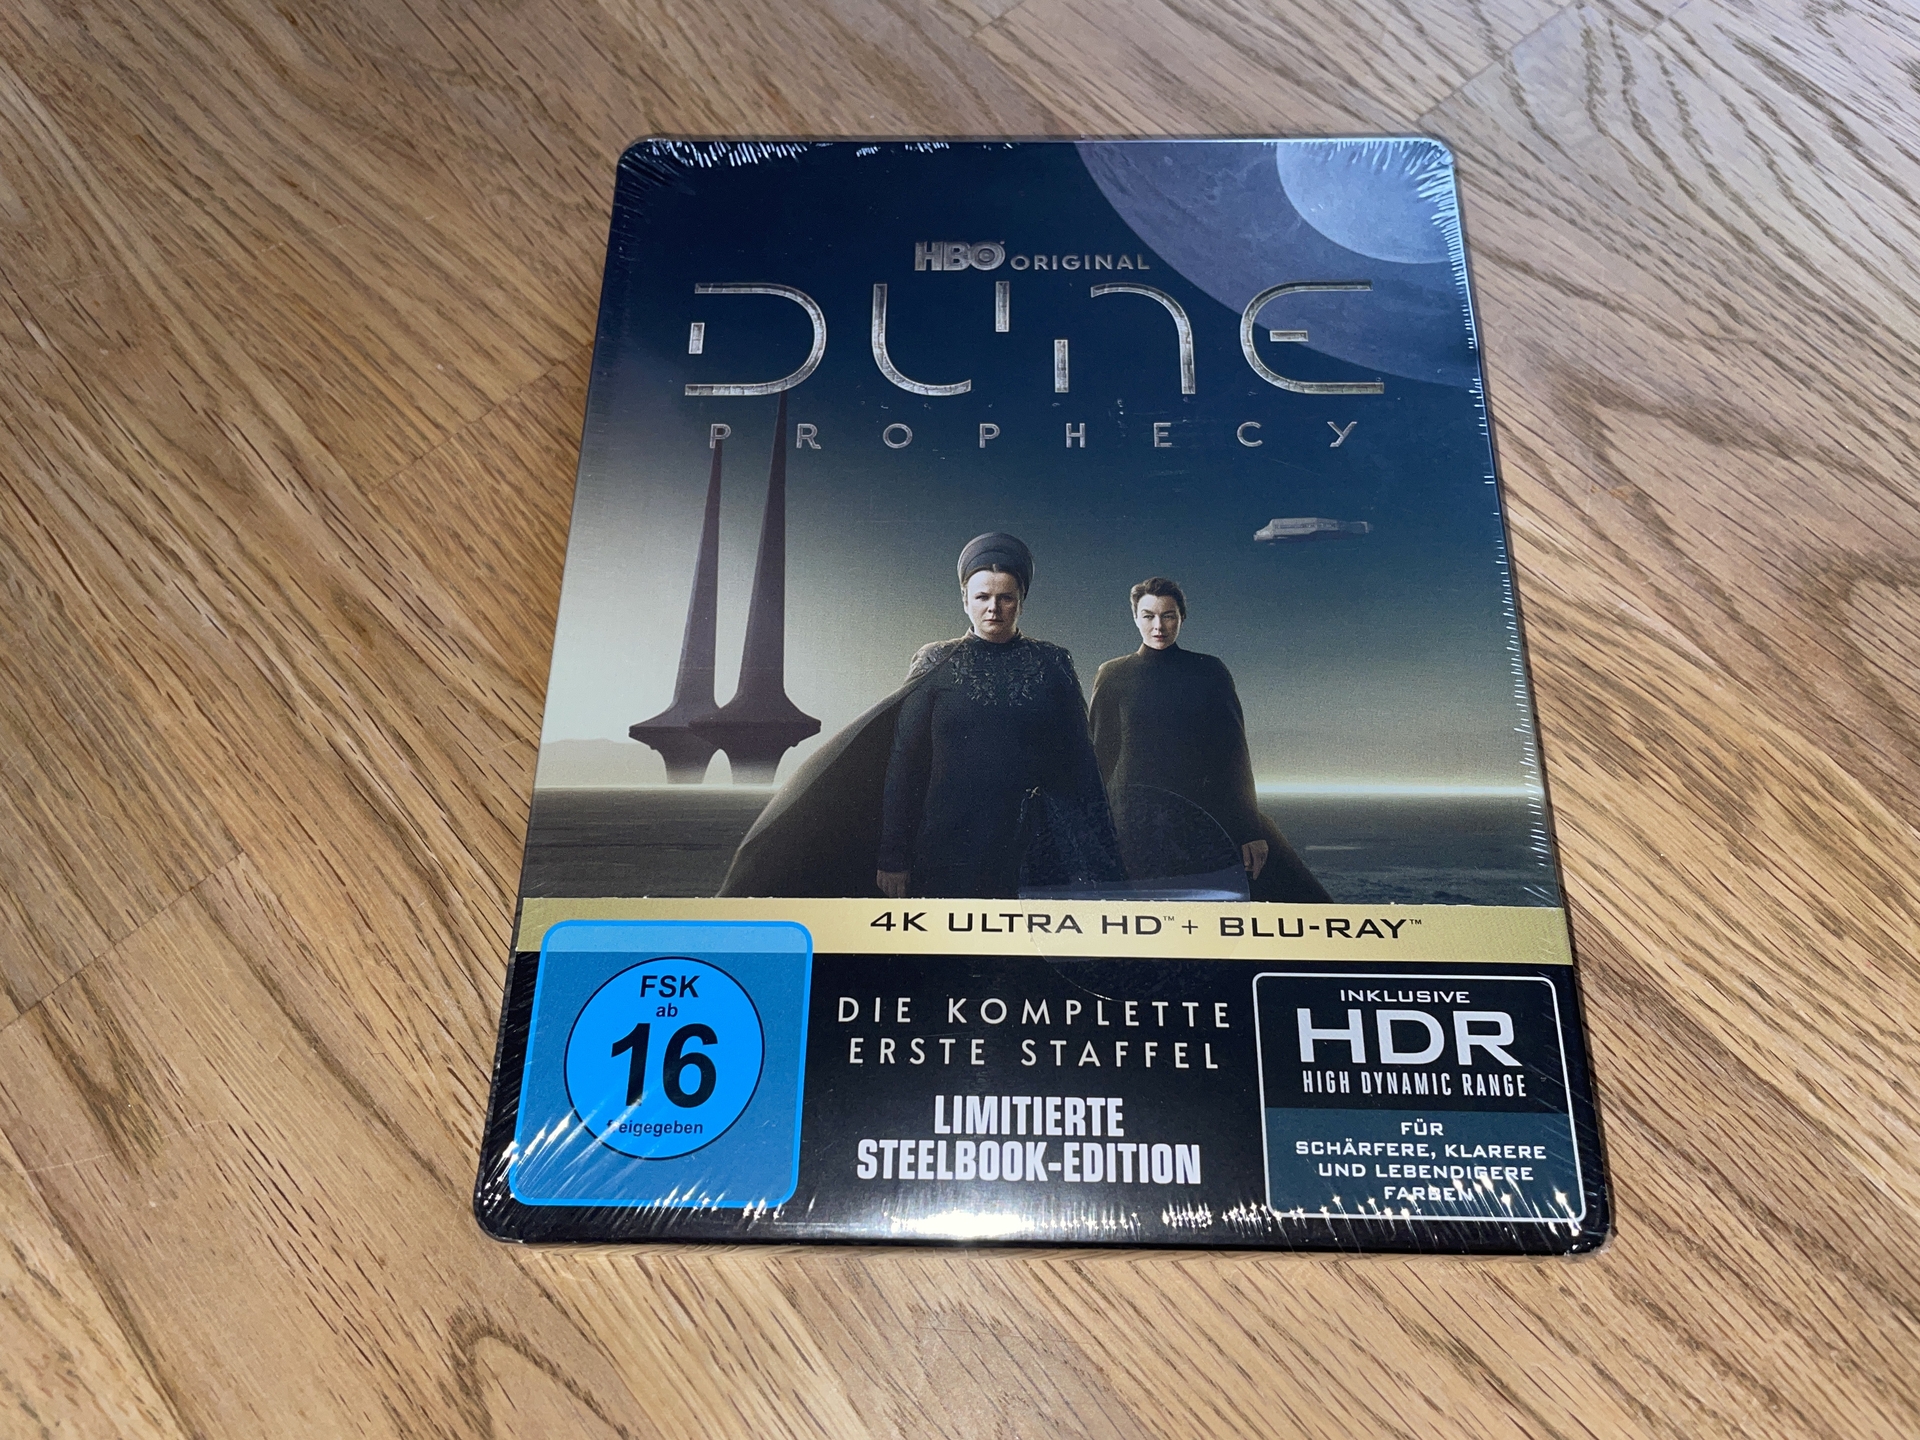 HBO ORIGINAL
DUNE
PROPHECY
4K ULTRA HD™ + BLU-RAY™
FSK
ab
16
DIE KOMPLETTE
ERSTE STAFFEL
LIMITIERTE
STEELBOOK-EDITION
INKLUSIVE
HDR
HIGH DYNAMIC RANGE
FÜR
SCHÄRFERE, KLARERE
UND LEBENDIGERE
FARBEN